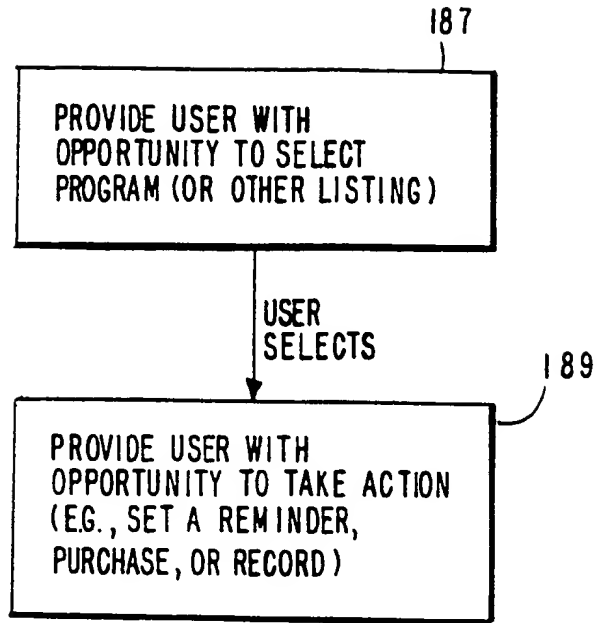 187
PROVIDE USER WITH
OPPORTUNITY TO SELECT
PROGRAM (OR OTHER LISTING)
USER
SELECTS
189
PROVIDE USER WITH
OPPORTUNITY TO TAKE ACTION
(E.G., SET A REMINDER,
PURCHASE, OR RECORD)